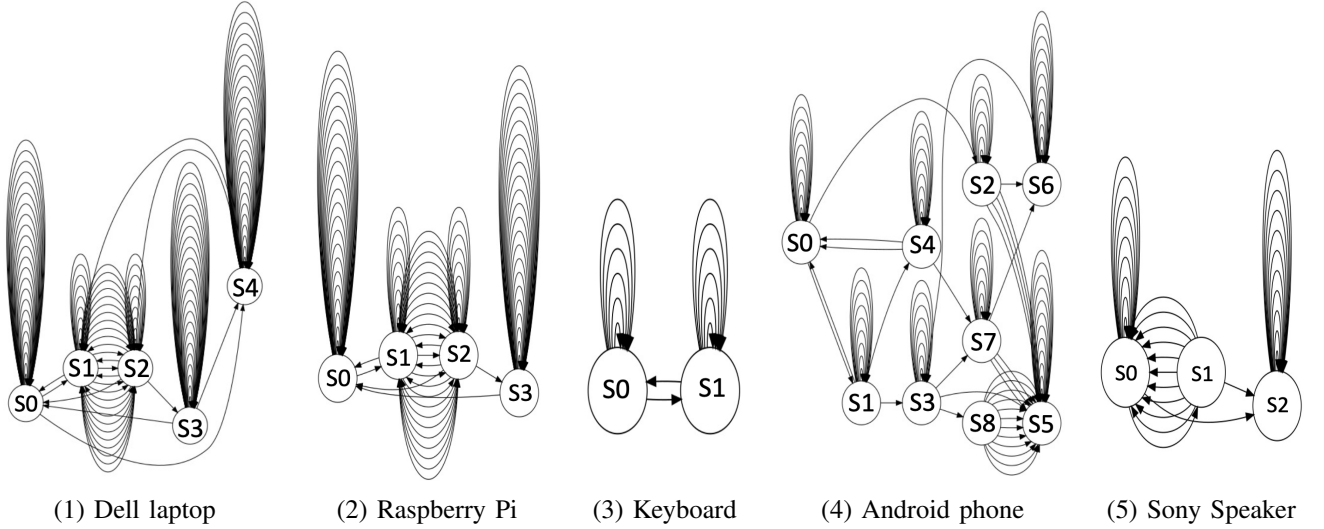 S0
S1
S2
S3
S4
S0
S1
S2
S3
S0
S1
S0
S1
S4
S3
S2
S6
S7
S8
S5
S0
S1
S2
(1) Dell laptop
(2) Raspberry Pi
(3) Keyboard
(4) Android phone
(5) Sony Speaker